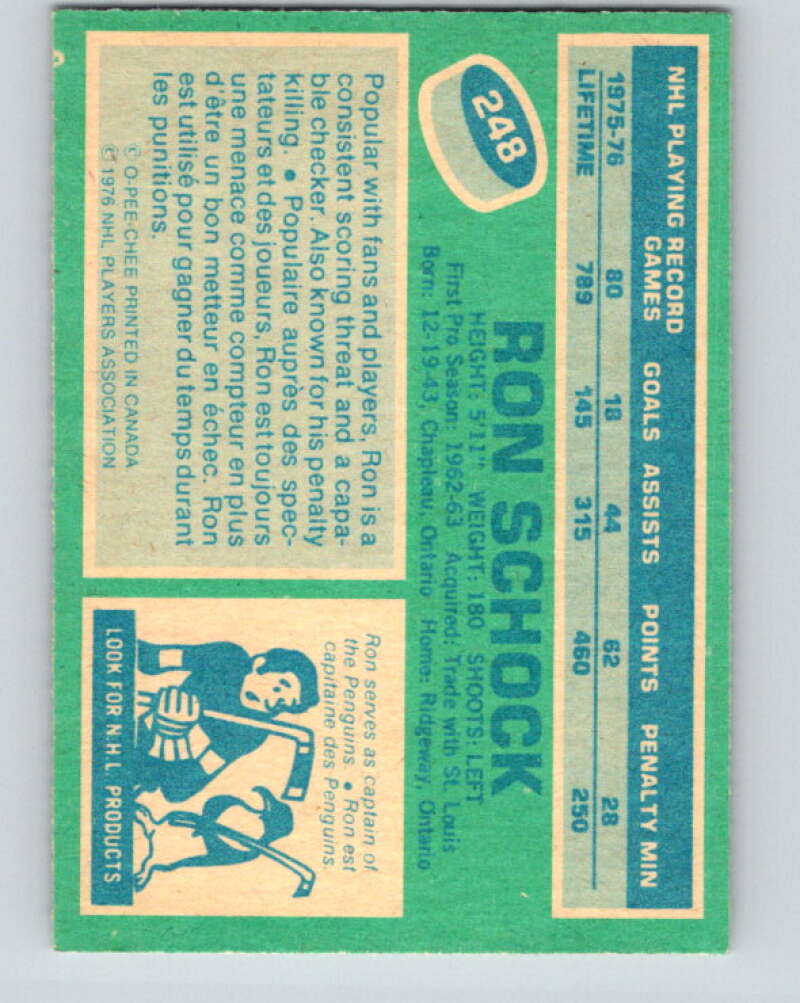 NHL PLAYING RECORD
GAMES GOALS ASSISTS POINTS PENALTY MIN
1975-76 80 18 44 62 28
LIFETIME 789 145 315 460 250
248
RON SCHOCK
HEIGHT: 5'11" WEIGHT: 180 SHOOTS: LEFT
First Pro Season: 1962-63 Acquired: Trade with St. Louis
Born: 12-19-43, Chapleau, Ontario Home: Ridgeway, Ontario
Popular with fans and players, Ron is a
consistent scoring threat and a capa-
ble checker. Also known for his penalty
killing. • Populaire auprès des spec-
tateurs et des joueurs, Ron est toujours
une menace comme compteur en plus
d'être un bon metteur en échec. Ron
est utilisé pour gagner du temps durant
les punitions.
© O-PEE-CHEE PRINTED IN CANADA
© 1976 NHL PLAYERS ASSOCIATION
Ron serves as captain of
the Penguins. • Ron est
capitaine des Penguins.
LOOK FOR N.H.L. PRODUCTS